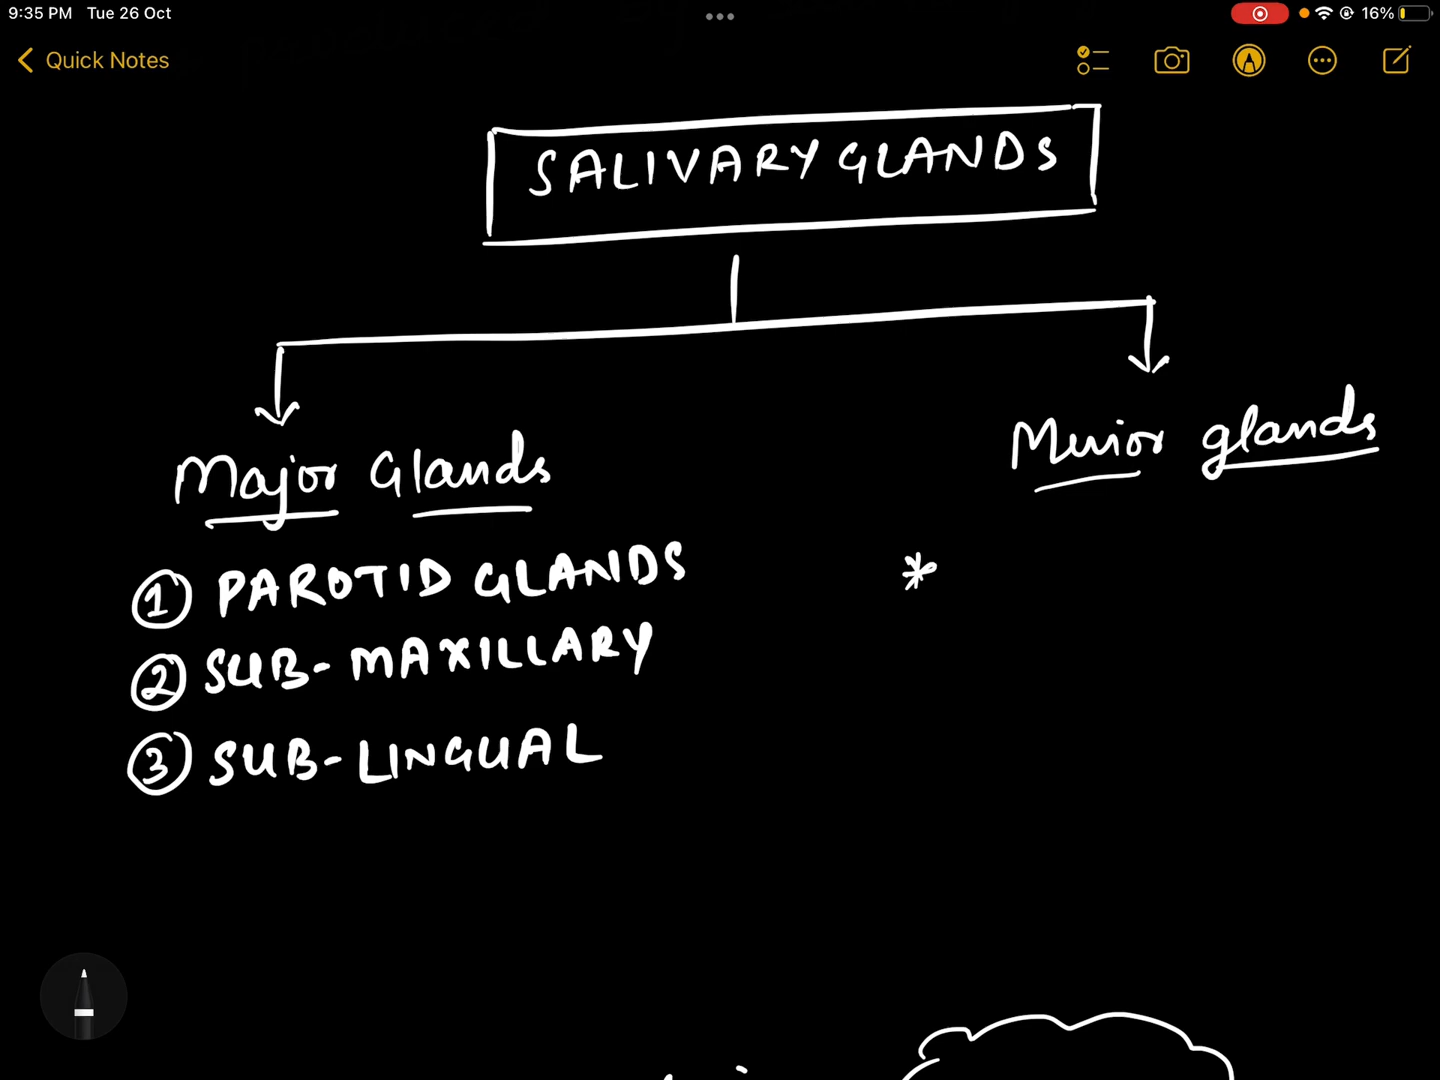 9:35 PM Tue 26 Oct
16%
Quick Notes
SALIVARY GLANDS
Major Glands
Minor glands
① PAROTID GLANDS
*
② SUB-MAXILLARY
③ SUB-LINGUAL